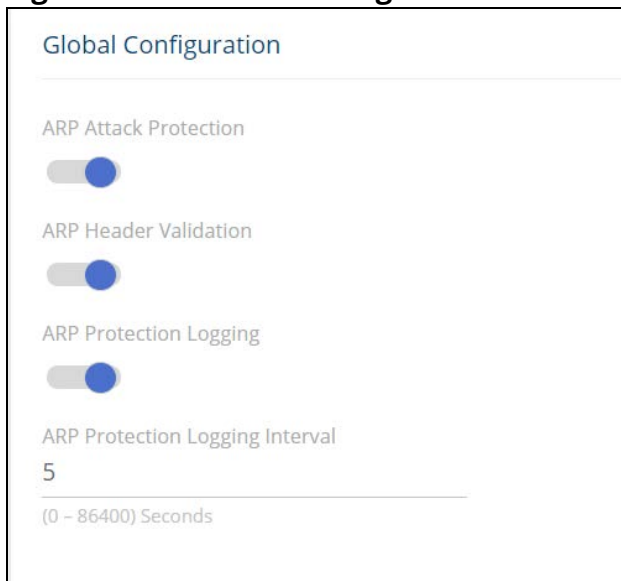 Global Configuration
ARP Attack Protection
ARP Header Validation
ARP Protection Logging
ARP Protection Logging Interval
5
(0 – 86400) Seconds